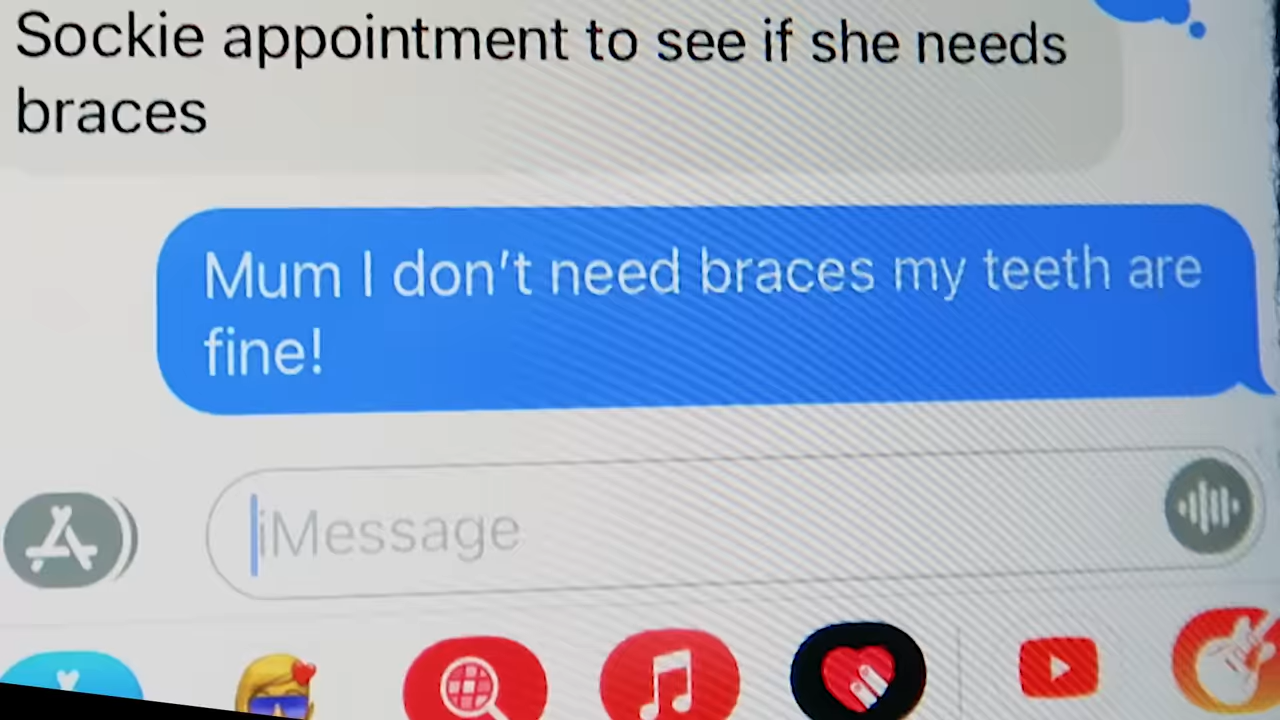 Sockie appointment to see if she needs
braces
Mum I don't need braces my teeth are
fine!
iMessage